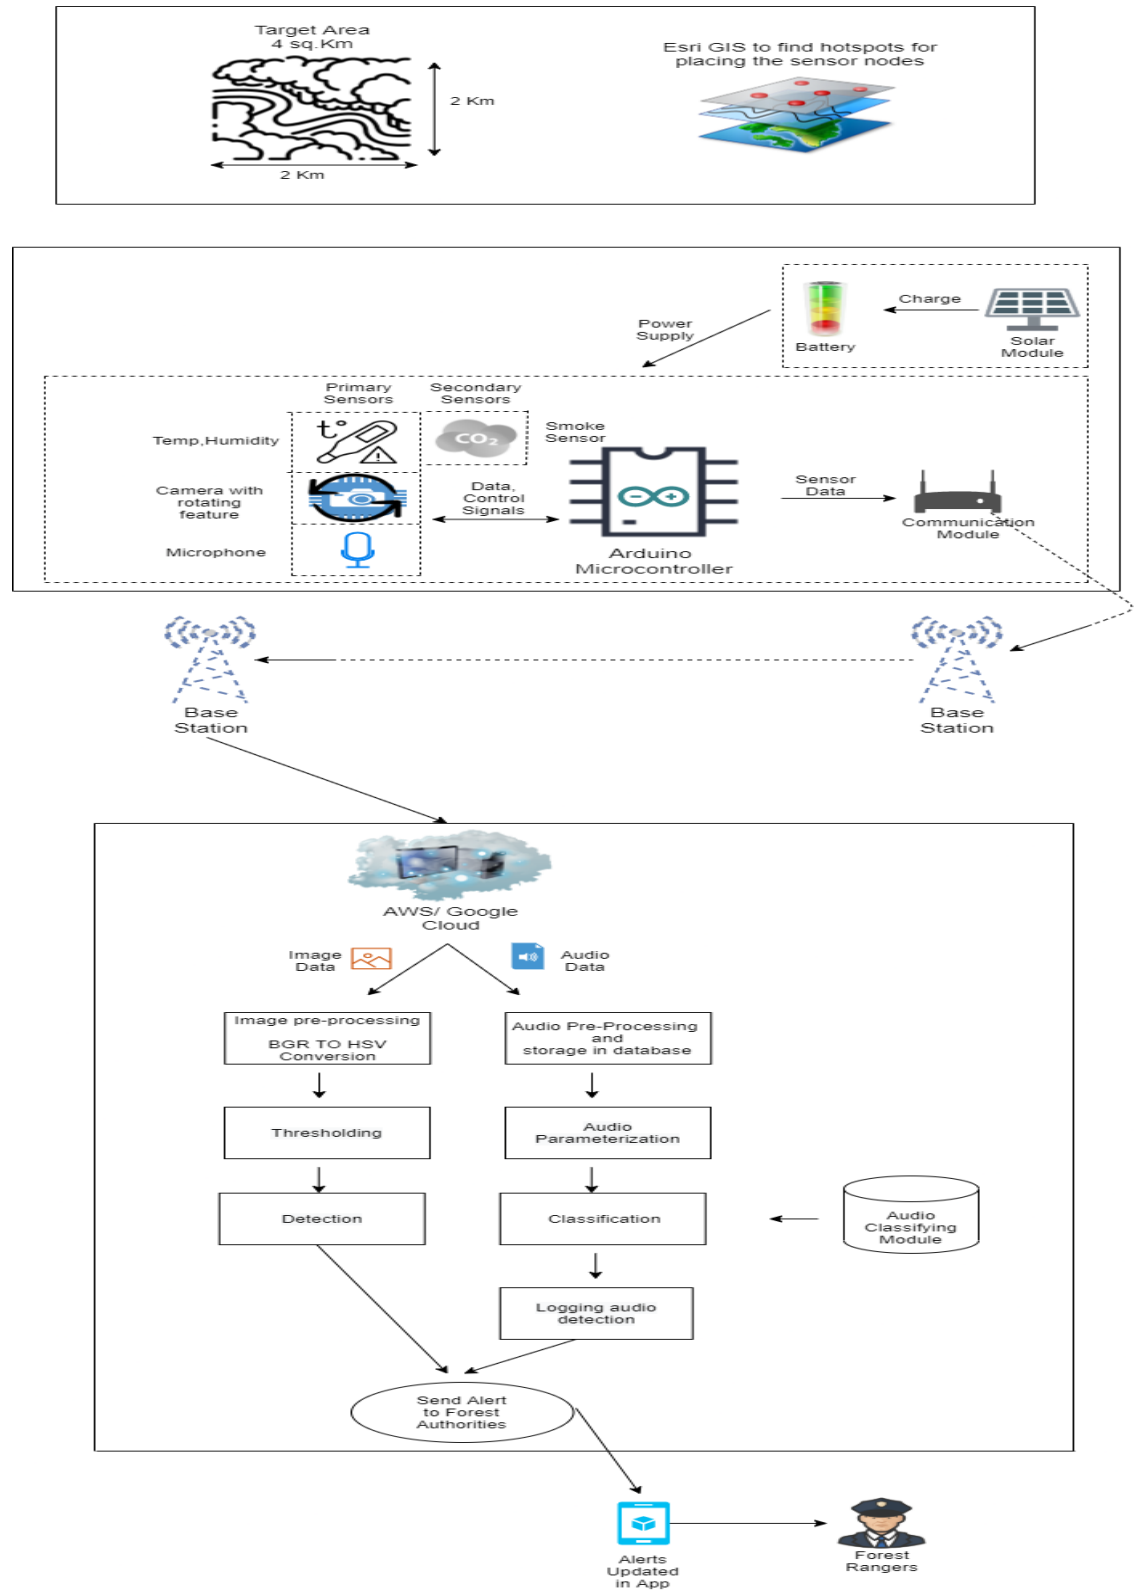 Target Area
4 sq.Km
2 Km
2 Km
Esri GIS to find hotspots for
placing the sensor nodes
Charge
Battery
Solar
Module
Power
Supply
Primary
Sensors
Secondary
Sensors
Temp,Humidity
t°
CO2
Smoke
Sensor
Camera with
rotating
feature
Data,
Control
Signals
Microphone
Arduino
Microcontroller
Sensor
Data
Communication
Module
Base
Station
Base
Station
AWS/ Google
Cloud
Image
Data
Audio
Data
Image pre-processing
BGR TO HSV
Conversion
Audio Pre-Processing
and
storage in database
Thresholding
Audio
Parameterization
Detection
Classification
Audio
Classifying
Module
Logging audio
detection
Send Alert
to Forest
Authorities
Alerts
Updated
in App
Forest
Rangers